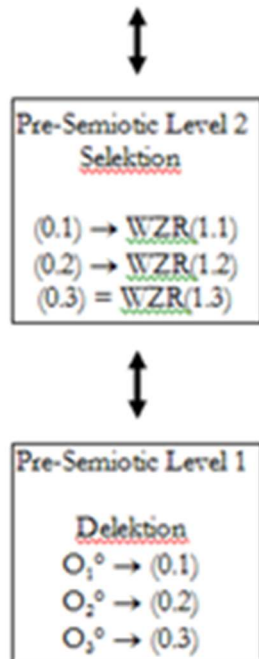 Pre-Semiotic Level 2
Selektion
(0.1) → WZR(1.1)
(0.2) → WZR(1.2)
(0.3) = WZR(1.3)
Pre-Semiotic Level 1
Delektion
O₁° → (0.1)
O₂° → (0.2)
O₃° → (0.3)